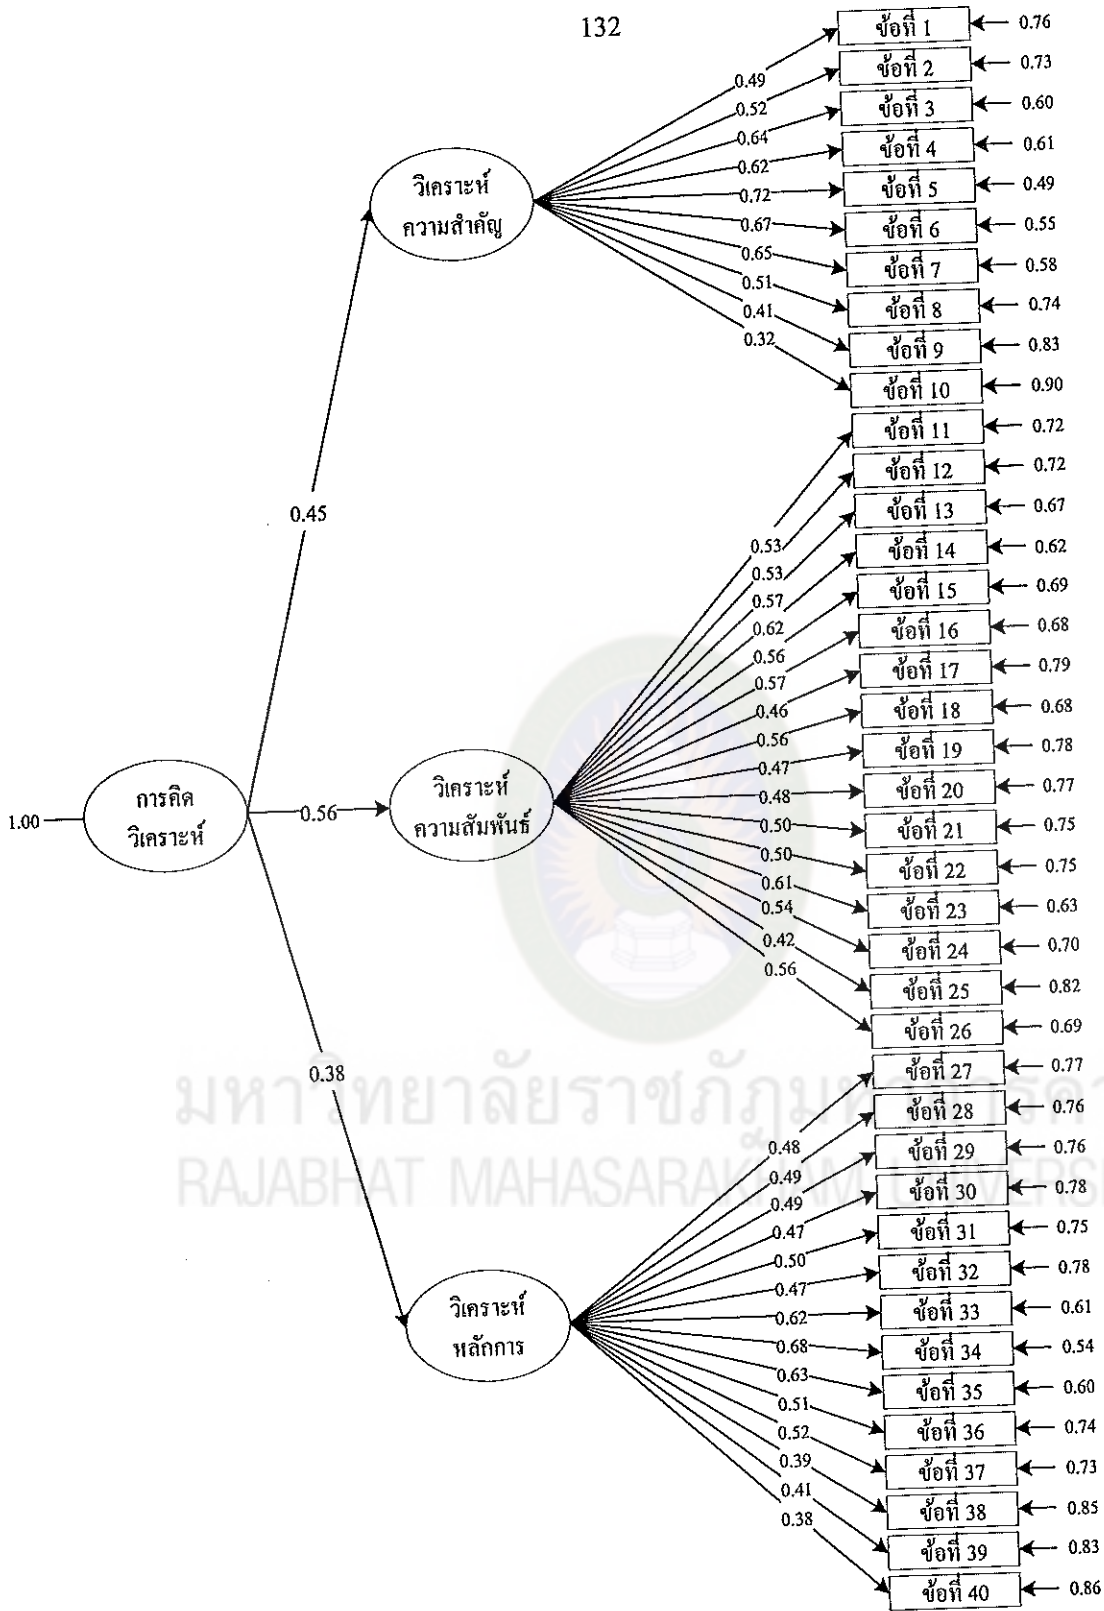 132
ข้อที่ 1
0.76
ข้อที่ 2
0.73
ข้อที่ 3
0.60
ข้อที่ 4
0.61
ข้อที่ 5
0.49
ข้อที่ 6
0.55
ข้อที่ 7
0.58
ข้อที่ 8
0.74
ข้อที่ 9
0.83
ข้อที่ 10
0.90
0.49
0.52
0.64
0.62
0.72
0.67
0.65
0.51
0.41
0.32
วิเคราะห์
ความสำคัญ
ข้อที่ 11
0.72
ข้อที่ 12
0.72
ข้อที่ 13
0.67
ข้อที่ 14
0.62
ข้อที่ 15
0.69
ข้อที่ 16
0.68
ข้อที่ 17
0.79
ข้อที่ 18
0.68
ข้อที่ 19
0.78
ข้อที่ 20
0.77
ข้อที่ 21
0.75
ข้อที่ 22
0.75
ข้อที่ 23
0.63
ข้อที่ 24
0.70
ข้อที่ 25
0.82
ข้อที่ 26
0.69
0.53
0.53
0.57
0.62
0.56
0.57
0.46
0.56
0.47
0.48
0.50
0.50
0.61
0.54
0.42
0.56
0.45
1.00
การคิด
วิเคราะห์
0.56
วิเคราะห์
ความสัมพันธ์
0.38
ข้อที่ 27
0.77
ข้อที่ 28
0.76
ข้อที่ 29
0.76
ข้อที่ 30
0.78
ข้อที่ 31
0.75
ข้อที่ 32
0.78
ข้อที่ 33
0.61
ข้อที่ 34
0.54
ข้อที่ 35
0.60
ข้อที่ 36
0.74
ข้อที่ 37
0.73
ข้อที่ 38
0.85
ข้อที่ 39
0.83
ข้อที่ 40
0.86
0.48
0.49
0.49
0.47
0.50
0.47
0.62
0.68
0.63
0.51
0.52
0.39
0.41
0.38
วิเคราะห์
หลักการ
มหาวิทยาลัยราชภัฏ
RAJABHAT MAHASARAKHAM